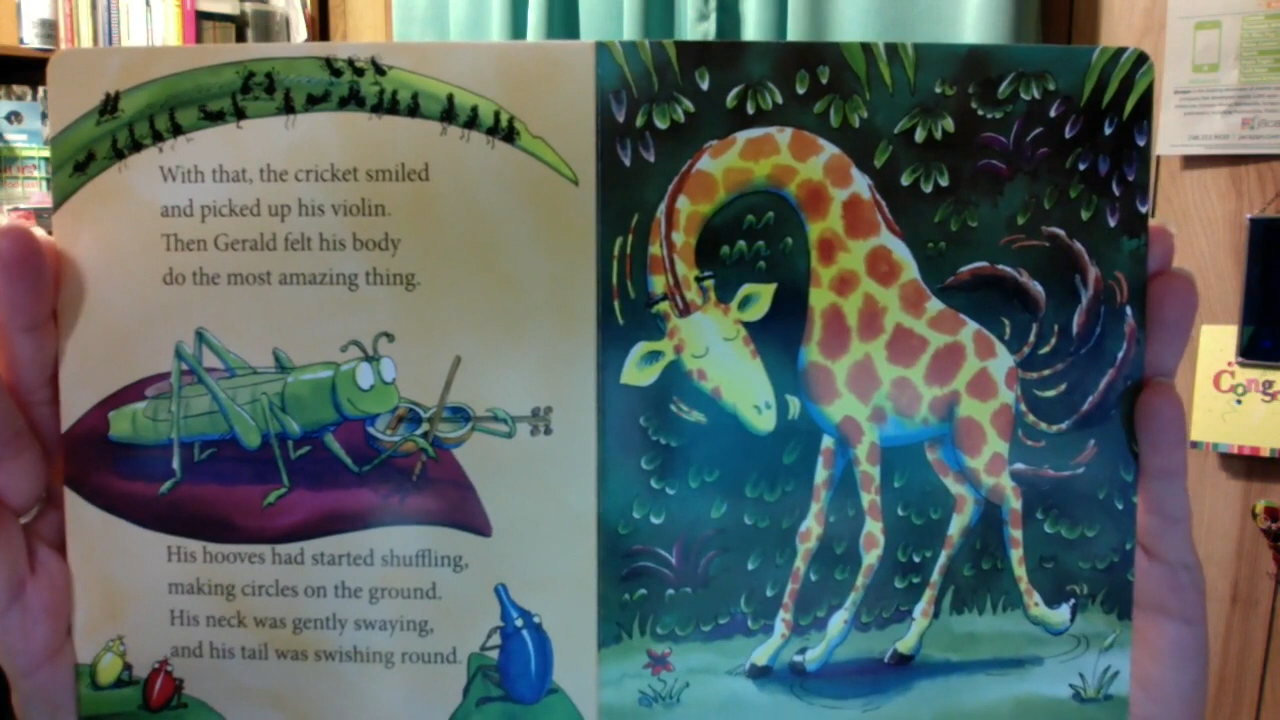 With that, the cricket smiled
and picked up his violin.
Then Gerald felt his body
do the most amazing thing.
His hooves had started shuffling,
making circles on the ground.
His neck was gently swaying,
and his tail was swishing round.
Cong